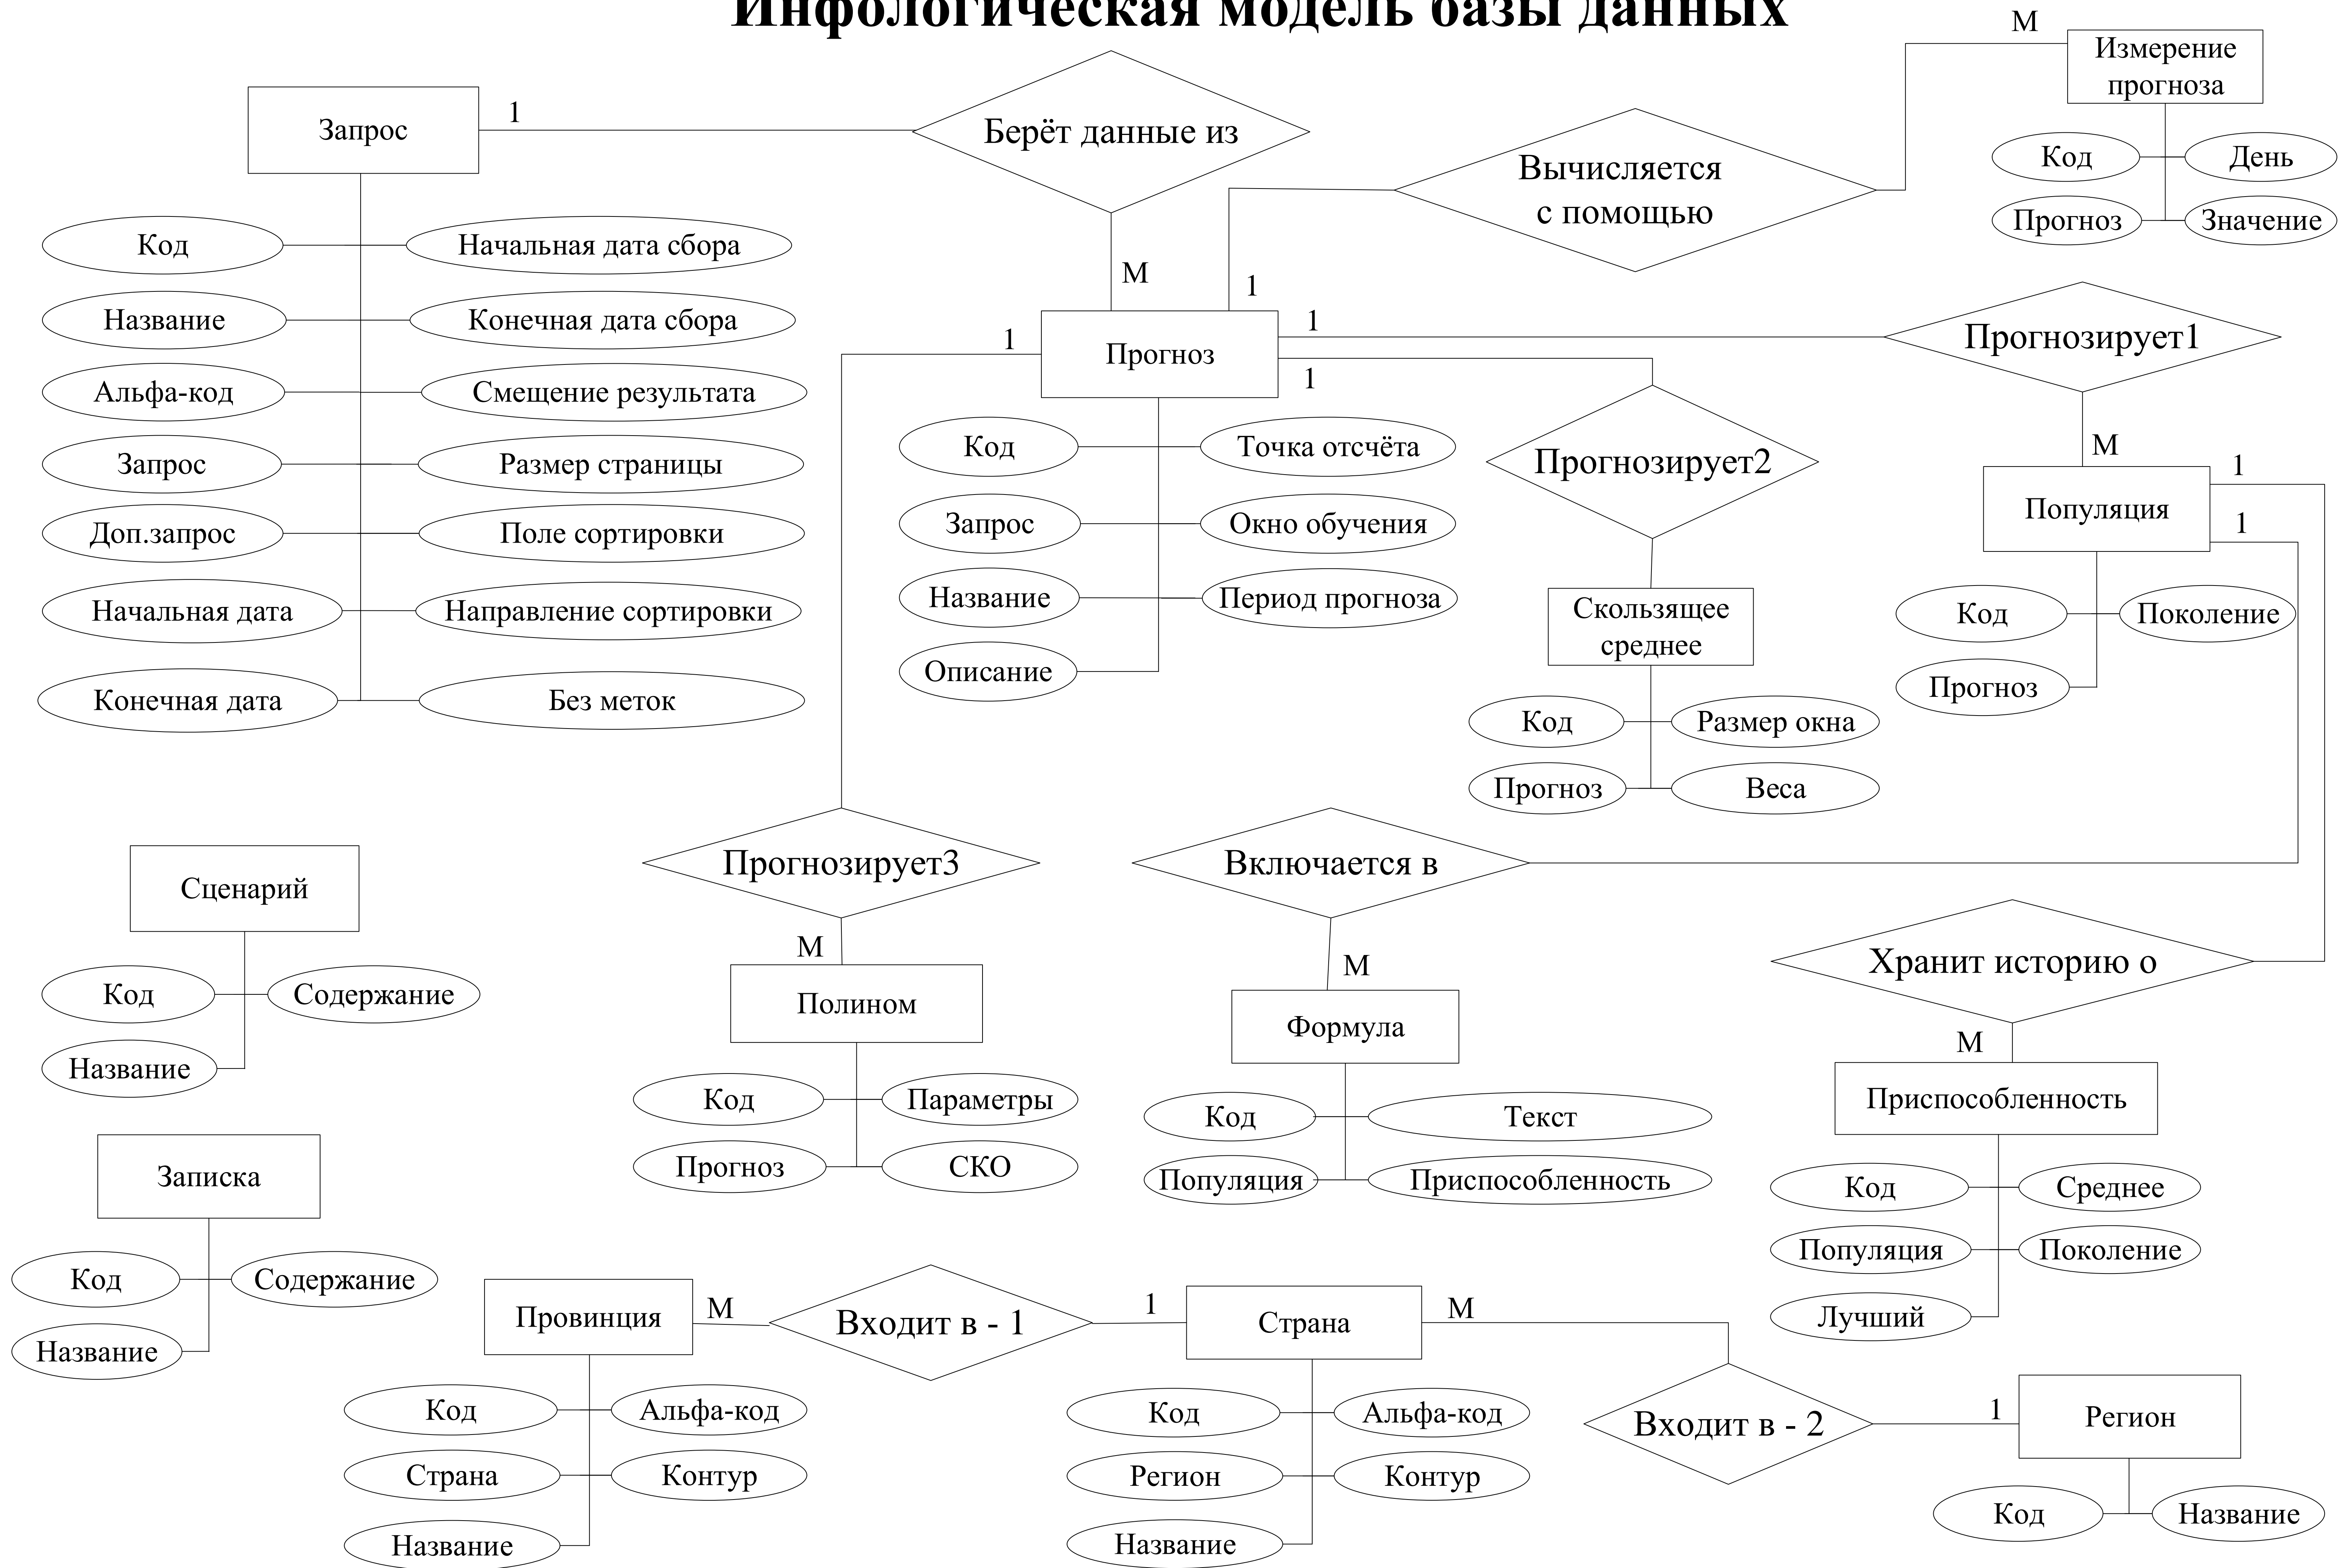 Инфологическая модель базы данных
Запрос
1
Берёт данные из
М
Код
Начальная дата сбора
Название
Конечная дата сбора
Альфа-код
Смещение результата
Запрос
Размер страницы
Доп.запрос
Поле сортировки
Начальная дата
Направление сортировки
Конечная дата
Без меток
Вычисляется
с помощью
1
М
Измерение
прогноза
Код
День
Прогноз
Значение
Прогноз
1
1
1
Код
Точка отсчёта
Запрос
Окно обучения
Название
Период прогноза
Описание
Прогнозирует1
М
Прогнозирует2
Скользящее
среднее
Код
Размер окна
Прогноз
Веса
Популяция
1
1
Код
Поколение
Прогноз
Сценарий
Код
Содержание
Название
Прогнозирует3
М
Полином
Код
Параметры
Прогноз
СКО
Включается в
М
Формула
Код
Текст
Популяция
Приспособленность
Хранит историю о
М
Приспособленность
Код
Среднее
Популяция
Поколение
Лучший
Записка
Код
Содержание
Название
Провинция
М
Входит в - 1
1
Страна
М
Код
Альфа-код
Страна
Контур
Название
Код
Альфа-код
Регион
Контур
Название
Входит в - 2
1
Регион
Код
Название